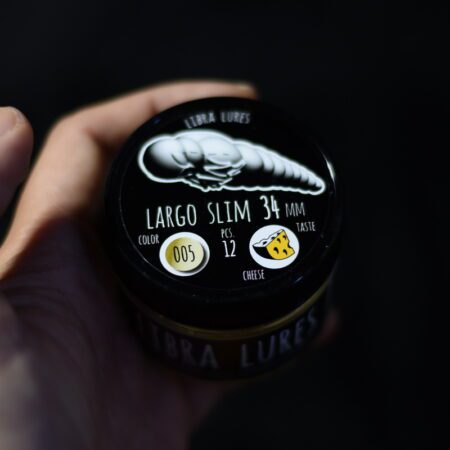 LIBRA LURES
LARGO SLIM 34 MM
COLOR
005
PCS.
12
TASTE
CHEESE
LIBRA LURES